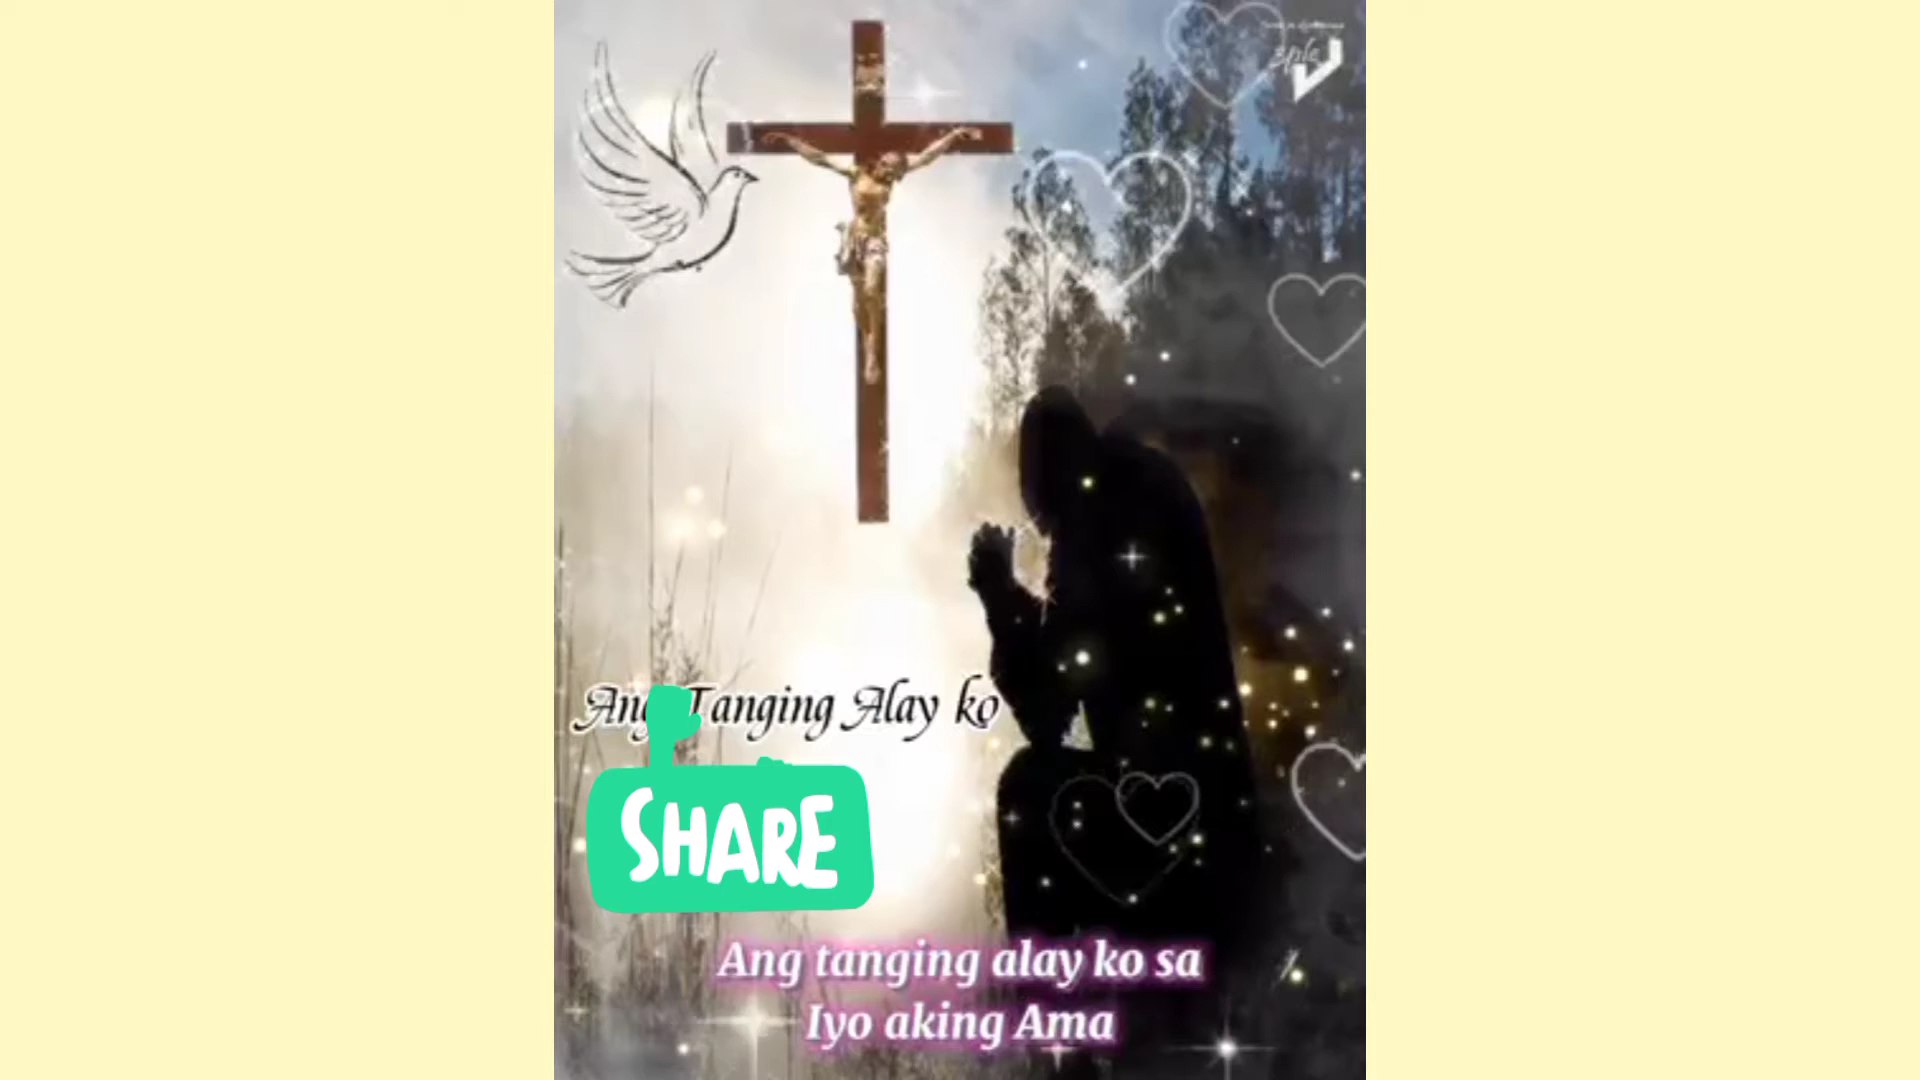 Ang Tanging Alay ko
SHARE
Ang tanging alay ko sa
Iyo aking Ama